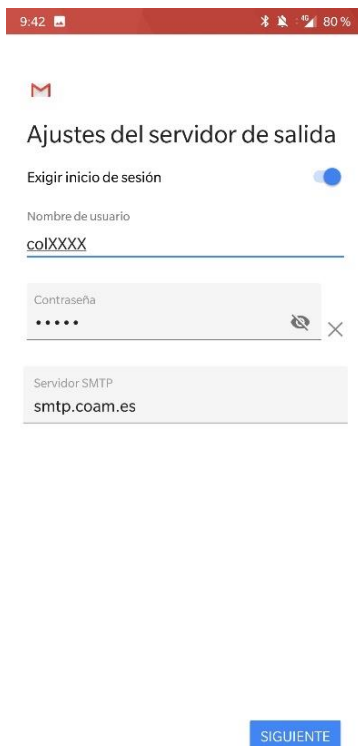 9:42
4G
80 %
Ajustes del servidor de salida
Exigir inicio de sesión
Nombre de usuario
colXXXX
Contraseña
•••••
Servidor SMTP
smtp.coam.es
SIGUIENTE